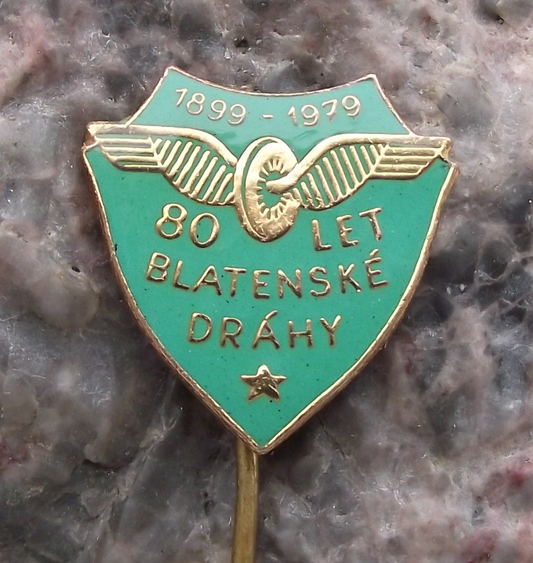 1899 - 1979
80 LET
BLATENSKÉ
DRÁHY